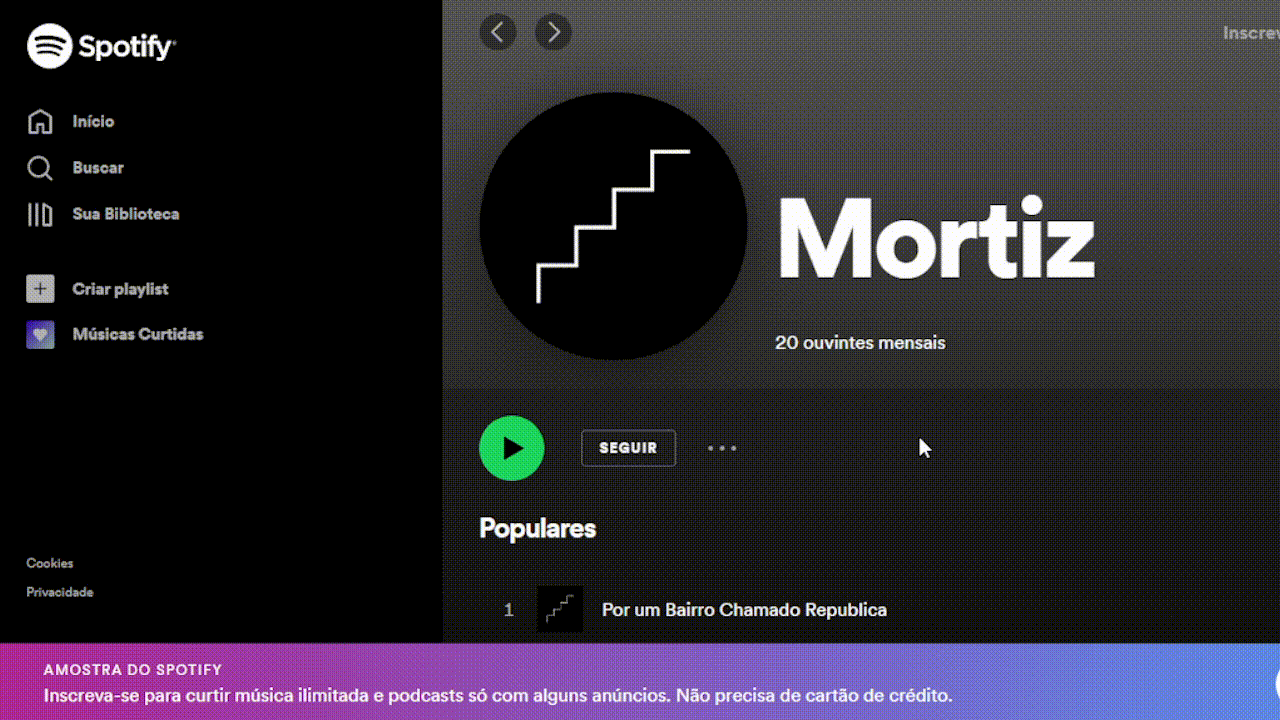 Spotify
Início
Buscar
Sua Biblioteca
Criar playlist
Músicas Curtidas
Cookies
Privacidade
Mortiz
20 ouvintes mensais
SEGUIR
Populares
1 Por um Bairro Chamado Republica
AMOSTRA DO SPOTIFY
Inscreva-se para curtir música ilimitada e podcasts só com alguns anúncios. Não precisa de cartão de crédito.